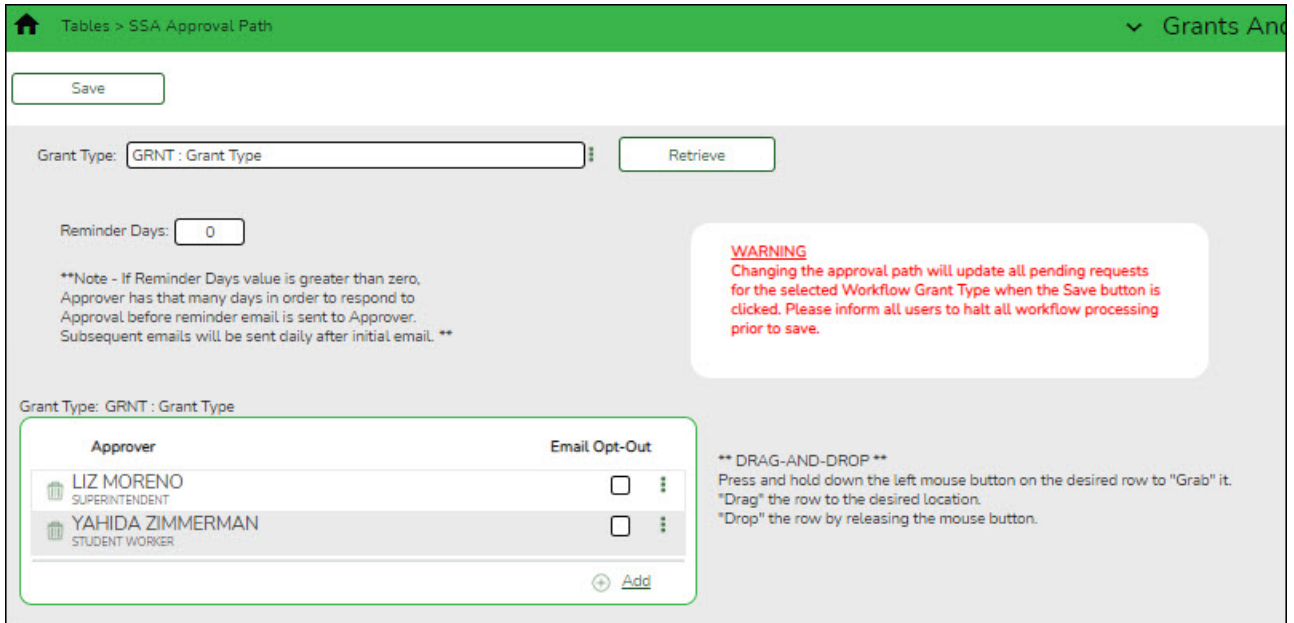 Tables > SSA Approval Path
Grants And
Save
Grant Type: GRNT : Grant Type
Retrieve
Reminder Days: 0
**Note - If Reminder Days value is greater than zero,
Approver has that many days in order to respond to
Approval before reminder email is sent to Approver.
Subsequent emails will be sent daily after initial email. **
WARNING
Changing the approval path will update all pending requests
for the selected Workflow Grant Type when the Save button is
clicked. Please inform all users to halt all workflow processing
prior to save.
Grant Type: GRNT : Grant Type
Approver Email Opt-Out
LIZ MORENO
SUPERINTENDENT
YAHIDA ZIMMERMAN
STUDENT WORKER
Add
** DRAG-AND-DROP **
Press and hold down the left mouse button on the desired row to "Grab" it.
"Drag" the row to the desired location.
"Drop" the row by releasing the mouse button.